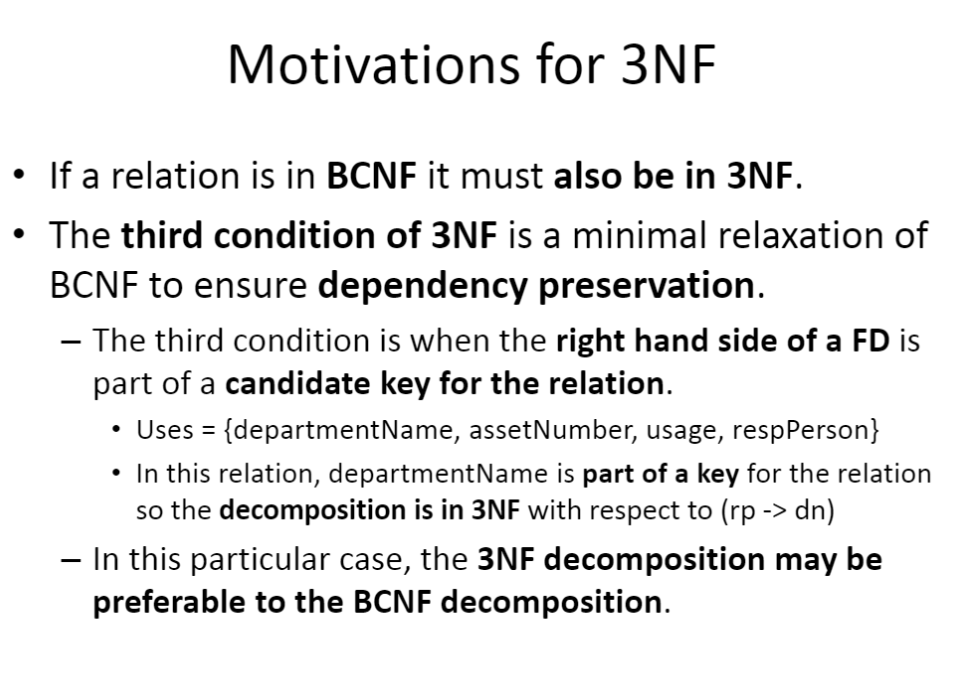 Motivations for 3NF
• If a relation is in BCNF it must also be in 3NF.
• The third condition of 3NF is a minimal relaxation of
BCNF to ensure dependency preservation.
– The third condition is when the right hand side of a FD is
part of a candidate key for the relation.
• Uses = {departmentName, assetNumber, usage, respPerson}
• In this relation, departmentName is part of a key for the relation
so the decomposition is in 3NF with respect to (rp -> dn)
– In this particular case, the 3NF decomposition may be
preferable to the BCNF decomposition.